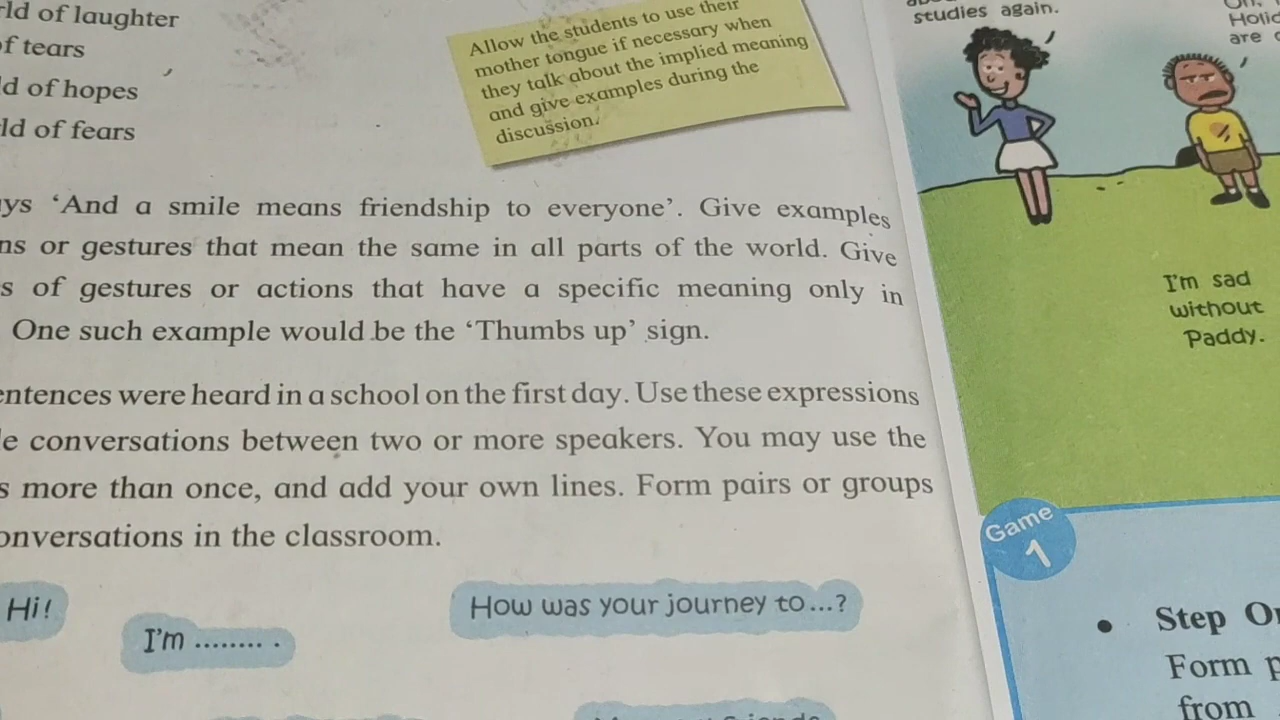 of laughter
of tears
of hopes
of fears
Allow the students to use their
mother tongue if necessary when
they talk about the implied meaning
and give examples during the
discussion.
‘And a smile means friendship to everyone’. Give examples
or gestures that mean the same in all parts of the world. Give
of gestures or actions that have a specific meaning only in
One such example would be the ‘Thumbs up’ sign.
were heard in a school on the first day. Use these expressions
conversations between two or more speakers. You may use the
more than once, and add your own lines. Form pairs or groups
in the classroom.
Hi!
I'm ........ .
How was your journey to...?
studies again.
are
I'm sad
without
Paddy.
Game
1
• Step
Form
from